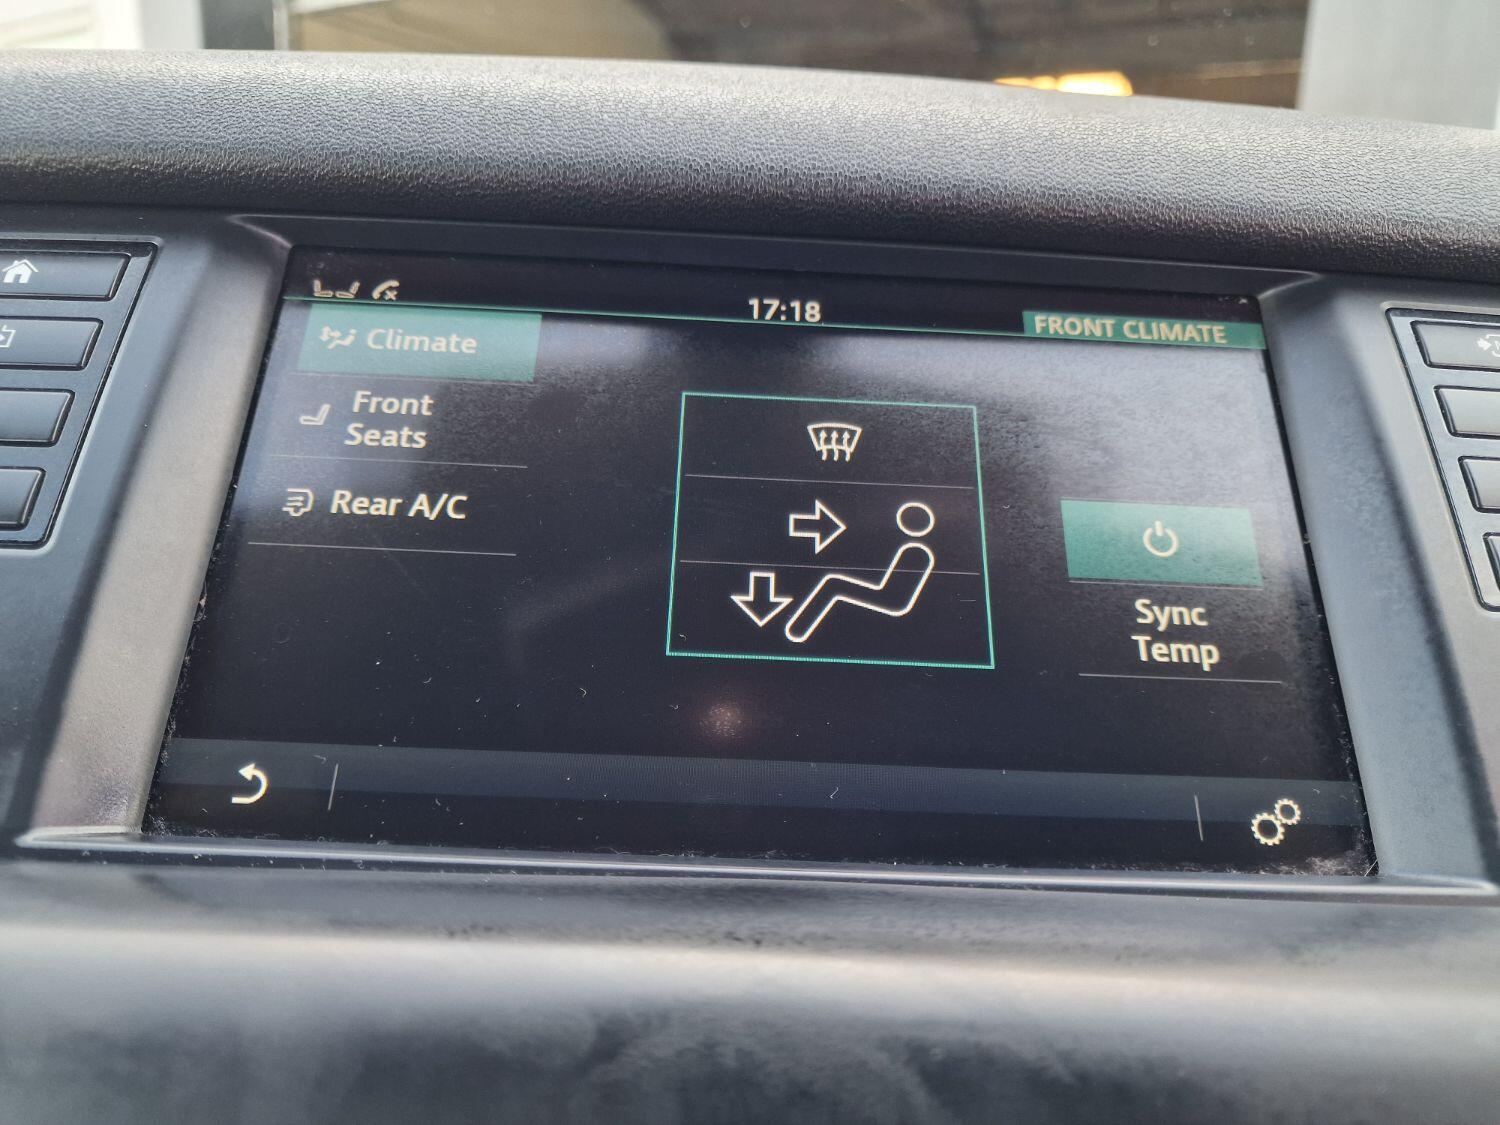 17:18
FRONT CLIMATE
Climate
Front
Seats
Rear A/C
Sync
Temp